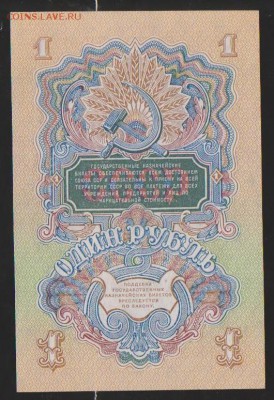 COINS.ЛАВЕ.RU
1 1
ГОСУДАРСТВЕННЫЕ КАЗНАЧЕЙСКИЕ
БИЛЕТЫ ОБЕСПЕЧИВАЮТСЯ ВСЕМ ДОСТОЯНИЕМ
СОЮЗА ССР И ОБЯЗАТЕЛЬНЫ К ПРИЕМУ НА ВСЕЙ
ТЕРРИТОРИИ СССР ВО ВСЕ ПЛАТЕЖИ ДЛЯ ВСЕХ
УЧРЕЖДЕНИЙ ПРЕДПРИЯТИЙ И ЛИЦ ПО
НАРИЦАТЕЛЬНОЙ СТОИМОСТИ.
ОДИН РУБЛЬ
ПОДДЕЛКА
ГОСУДАРСТВЕННЫХ
КАЗНАЧЕЙСКИХ БИЛЕТОВ
ПРЕСЛЕДУЕТСЯ
ПО ЗАКОНУ.
1 1